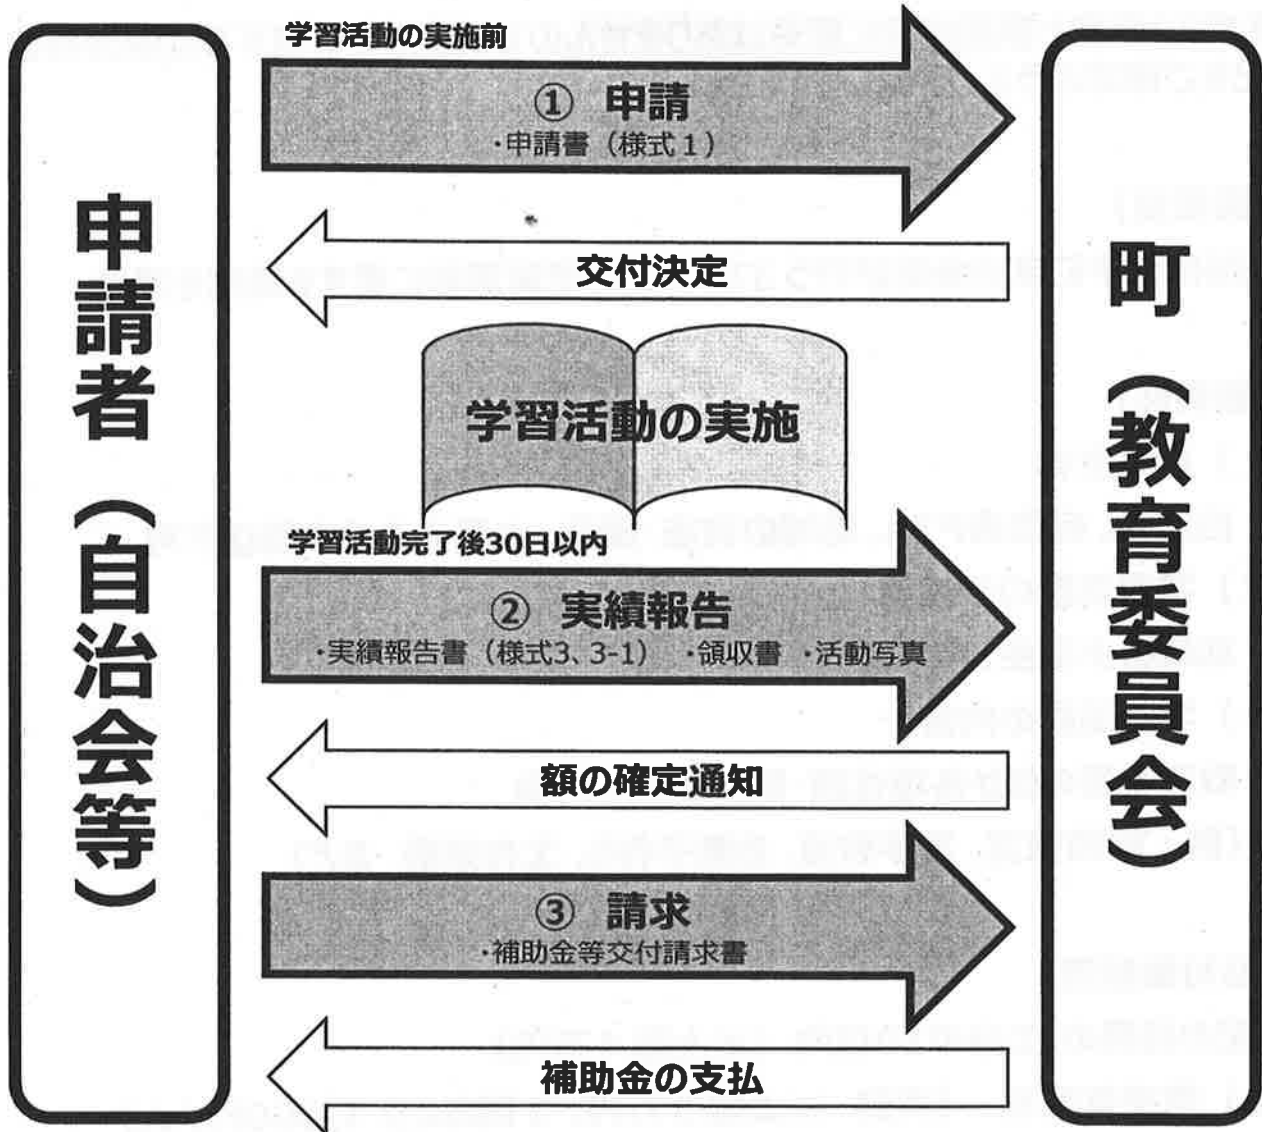 学習活動の実施前
① 申請
・申請書（様式１）
交付決定
学習活動の実施
学習活動完了後30日以内
② 実績報告
・実績報告書（様式3、3-1）　・領収書　・活動写真
額の確定通知
③ 請求
・補助金等交付請求書
補助金の支払
申請者（自治会等）
町（教育委員会）